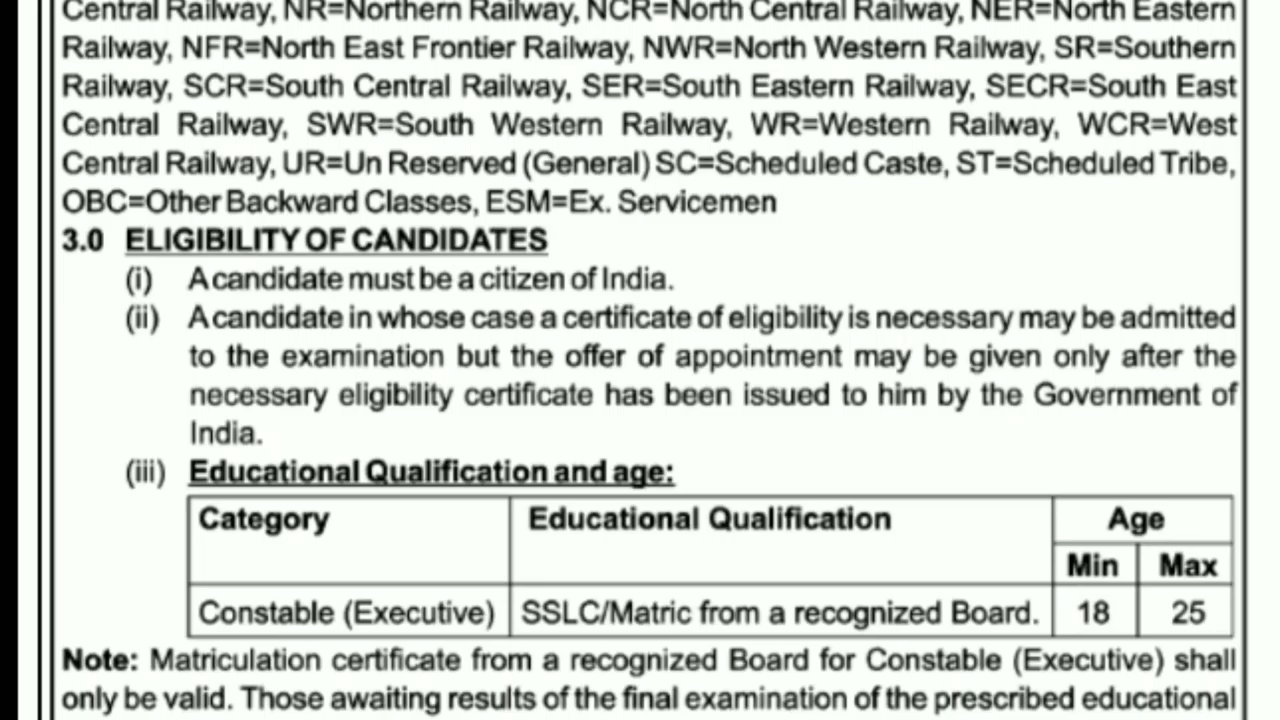 Central Railway, NR=Northern Railway, NCR=North Central Railway, NER=North Eastern
Railway, NFR=North East Frontier Railway, NWR=North Western Railway, SR=Southern
Railway, SCR=South Central Railway, SER=South Eastern Railway, SECR=South East
Central Railway, SWR=South Western Railway, WR=Western Railway, WCR=West
Central Railway, UR=Un Reserved (General) SC=Scheduled Caste, ST=Scheduled Tribe,
OBC=Other Backward Classes, ESM=Ex. Servicemen
3.0 ELIGIBILITY OF CANDIDATES
(i) A candidate must be a citizen of India.
(ii) A candidate in whose case a certificate of eligibility is necessary may be admitted
to the examination but the offer of appointment may be given only after the
necessary eligibility certificate has been issued to him by the Government of
India.
(iii) Educational Qualification and age:
Category Educational Qualification Age
Min Max
Constable (Executive) SSLC/Matric from a recognized Board. 18 25
Note: Matriculation certificate from a recognized Board for Constable (Executive) shall
only be valid. Those awaiting results of the final examination of the prescribed educational